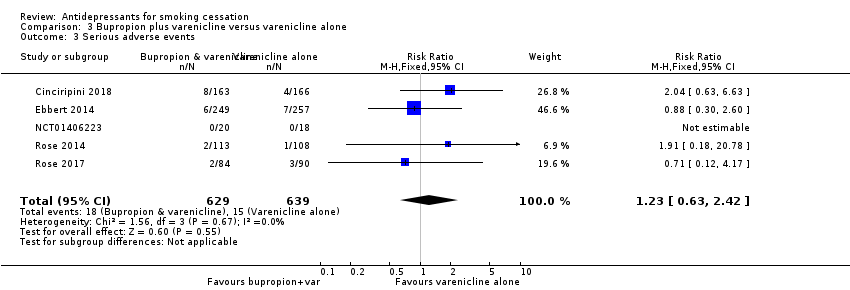 Review: Antidepressants for smoking cessation
Comparison: 3 Bupropion plus varenicline versus varenicline alone
Outcome: 3 Serious adverse events
Study or subgroup Bupropion & varenicline Varenicline alone Risk Ratio Weight Risk Ratio
n/N n/N M-H,Fixed,95% CI M-H,Fixed,95% CI
Cinciripini 2018 8/163 4/166 26.8 % 2.04 [ 0.63, 6.63 ]
Ebbert 2014 6/249 7/257 46.6 % 0.88 [ 0.30, 2.60 ]
NCT01406223 0/20 0/18 Not estimable
Rose 2014 2/113 1/108 6.9 % 1.91 [ 0.18, 20.78 ]
Rose 2017 2/84 3/90 19.6 % 0.71 [ 0.12, 4.17 ]
Total (95% CI) 629 639 100.0 % 1.23 [ 0.63, 2.42 ]
Total events: 18 (Bupropion & varenicline), 15 (Varenicline alone)
Heterogeneity: Chi² = 1.56, df = 3 (P = 0.67); I² =0.0%
Test for overall effect: Z = 0.60 (P = 0.55)
Test for subgroup differences: Not applicable
0.1 0.2 0.5 1 2 5 10
Favours bupropion+var Favours varenicline alone